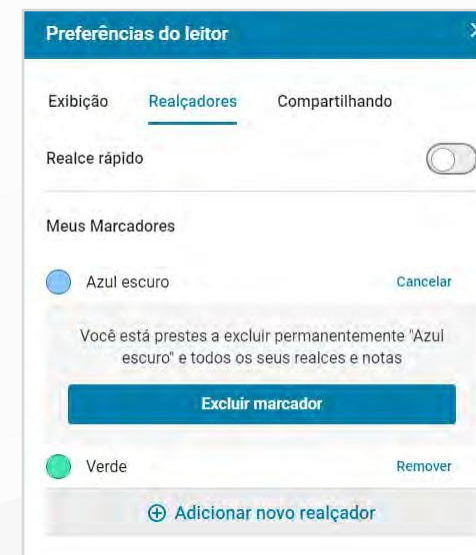 Preferências do leitor
Exibição Realçadores Compartilhando
Realce rápido
Meus Marcadores
Azul escuro Cancelar
Você está prestes a excluir permanentemente "Azul
escuro" e todos os seus realces e notas
Excluir marcador
Verde Remover
Adicionar novo realçador